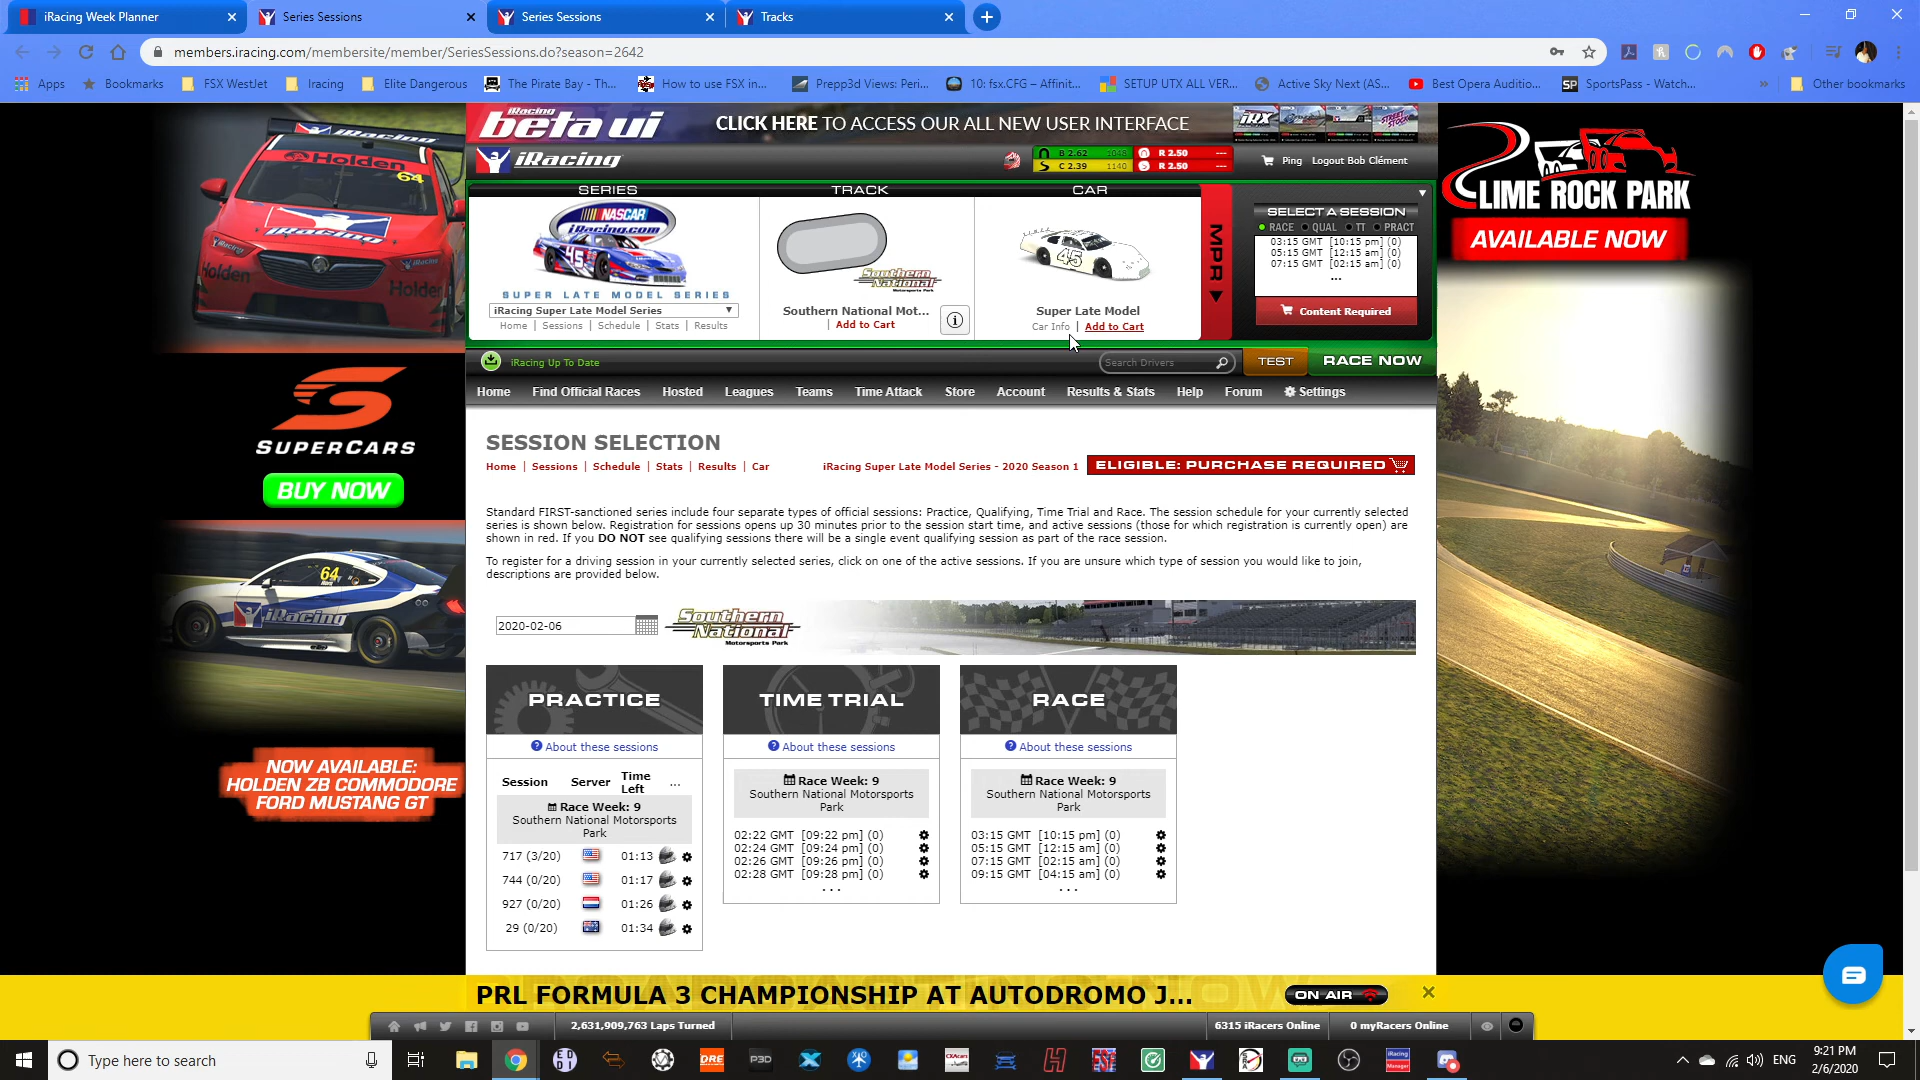 iRacing Week Planner
Series Sessions
Series Sessions
Tracks
members.iracing.com/membersite/member/SeriesSessions.do?season=2642
Apps
Bookmarks
FSX WestJet
Iracing
Elite Dangerous
The Pirate Bay - Th...
How to use FSX in...
Prepp3d Views: Peri...
10: fsx.CFG – Affinit...
SETUP UTX ALL VER...
Active Sky Next (AS...
Best Opera Audition...
SportsPass - Watch...
Other bookmarks
iRacing beta ui
CLICK HERE TO ACCESS OUR ALL NEW USER INTERFACE
iRacing
B 2.62 1048
R 2.50 ---
C 2.39 1140
R 2.50 ---
Ping
Logout Bob Clément
SERIES
TRACK
CAR
NASCAR
iRacing.com
SUPER LATE MODEL SERIES
iRacing Super Late Model Series
Home | Sessions | Schedule | Stats | Results
Southern National
Motorsports Park
Southern National Mot...
| Add to Cart
45
Super Late Model
Car Info | Add to Cart
MPR
SELECT A SESSION
RACE QUAL TT PRACT
03:15 GMT [10:15 pm] (0)
05:15 GMT [12:15 am] (0)
07:15 GMT [02:15 am] (0)
...
Content Required
iRacing Up To Date
Search Drivers
TEST
RACE NOW
Home
Find Official Races
Hosted
Leagues
Teams
Time Attack
Store
Account
Results & Stats
Help
Forum
Settings
SESSION SELECTION
Home | Sessions | Schedule | Stats | Results | Car
iRacing Super Late Model Series - 2020 Season 1
ELIGIBLE: PURCHASE REQUIRED
Standard FIRST-sanctioned series include four separate types of official sessions: Practice, Qualifying, Time Trial and Race. The session schedule for your currently selected
series is shown below. Registration for sessions opens up 30 minutes prior to the session start time, and active sessions (those for which registration is currently open) are
shown in red. If you DO NOT see qualifying sessions there will be a single event qualifying session as part of the race session.
To register for a driving session in your currently selected series, click on one of the active sessions. If you are unsure which type of session you would like to join,
descriptions are provided below.
2020-02-06
Southern National
Motorsports Park
PRACTICE
About these sessions
Session Server Time Left ...
Race Week: 9
Southern National Motorsports
Park
717 (3/20) 01:13
744 (0/20) 01:17
927 (0/20) 01:26
29 (0/20) 01:34
TIME TRIAL
About these sessions
Race Week: 9
Southern National Motorsports
Park
02:22 GMT [09:22 pm] (0)
02:24 GMT [09:24 pm] (0)
02:26 GMT [09:26 pm] (0)
02:28 GMT [09:28 pm] (0)
...
RACE
About these sessions
Race Week: 9
Southern National Motorsports
Park
03:15 GMT [10:15 pm] (0)
05:15 GMT [12:15 am] (0)
07:15 GMT [02:15 am] (0)
09:15 GMT [04:15 am] (0)
...
iRacing
Holden
64
Holden
SUPERCARS
BUY NOW
64
iRacing
NOW AVAILABLE:
HOLDEN ZB COMMODORE
FORD MUSTANG GT
LIME ROCK PARK
AVAILABLE NOW
PRL FORMULA 3 CHAMPIONSHIP AT AUTODROMO J...
ON AIR
2,631,909,763 Laps Turned
6315 iRacers Online
0 myRacers Online
Type here to search
DRE
P3D
ENG
9:21 PM
2/6/2020